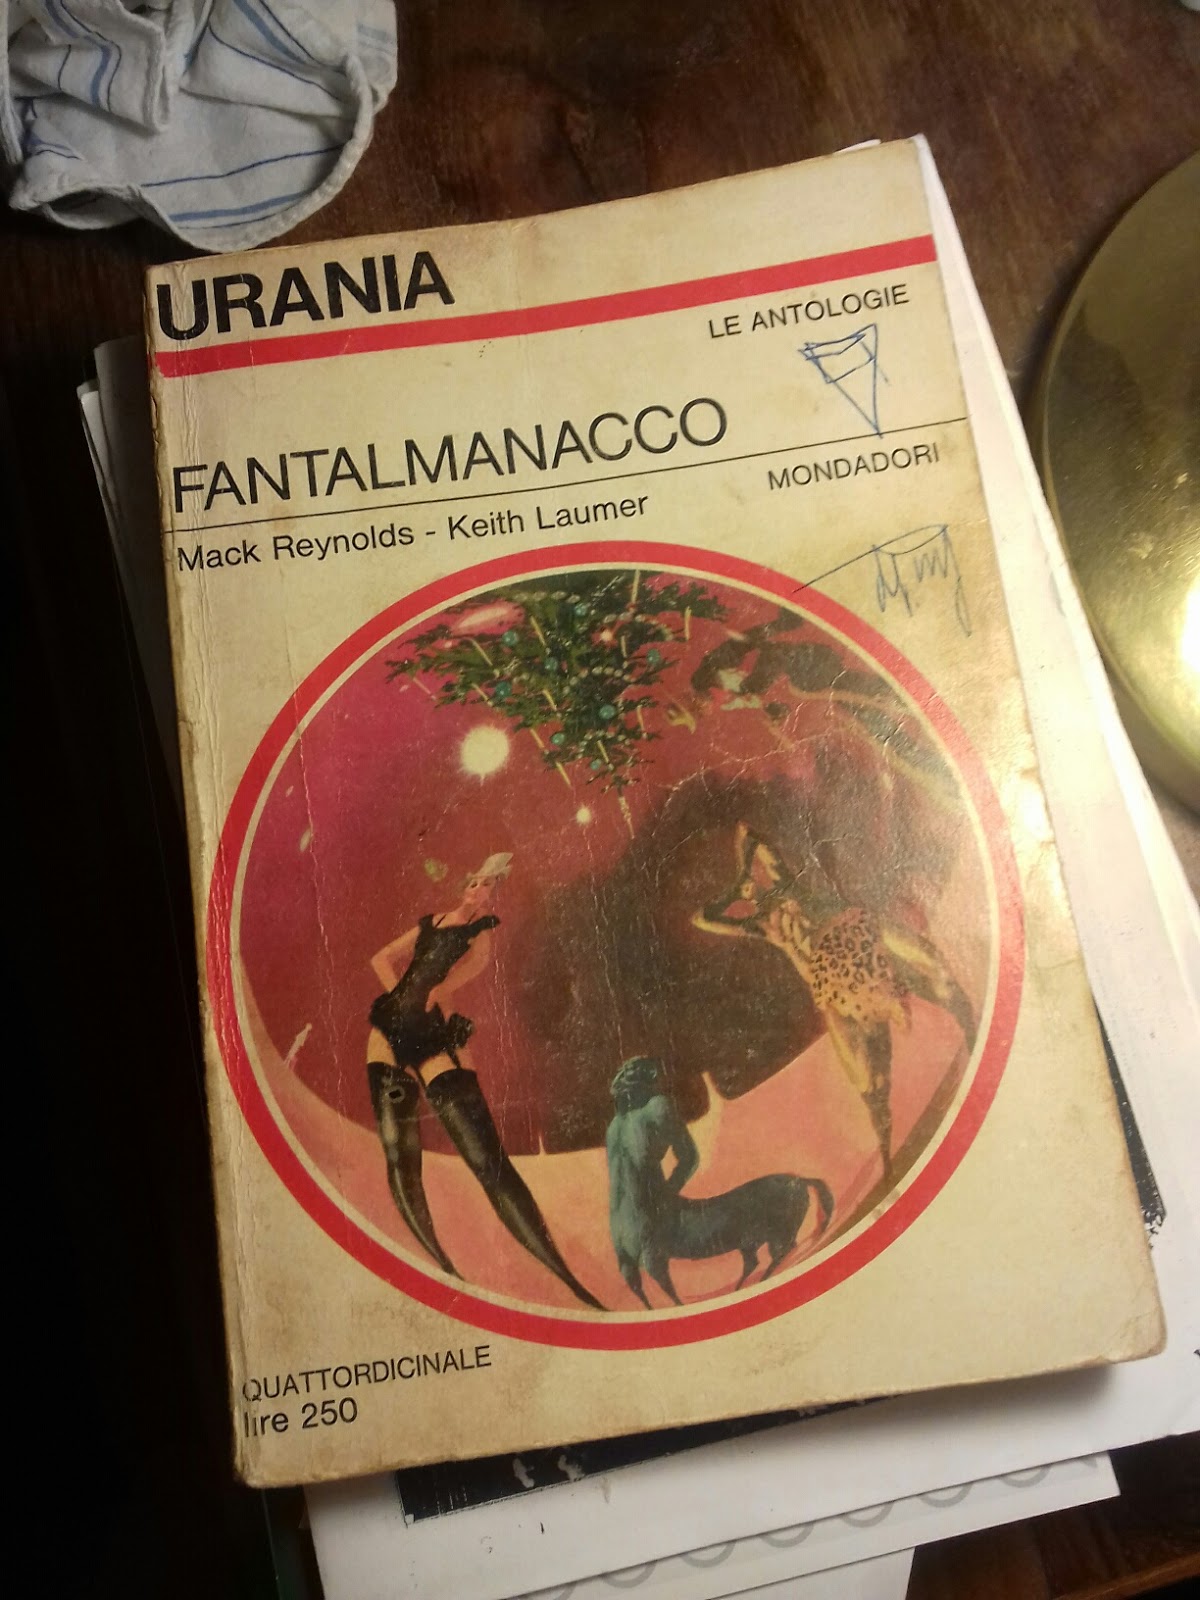 URANIA
LE ANTOLOGIE
FANTALMANACCO
MONDADORI
Mack Reynolds - Keith Laumer
QUATTORDICINALE
lire 250